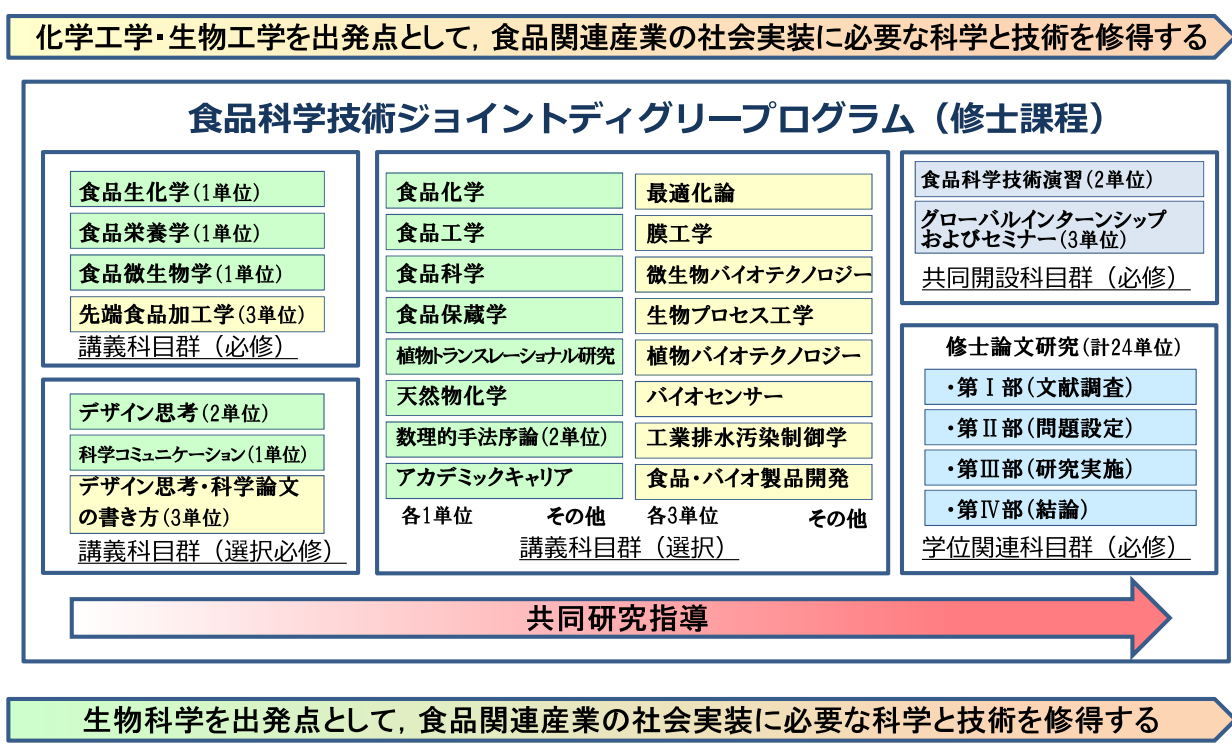 化学工学・生物工学を出発点として，食品関連産業の社会実装に必要な科学と技術を修得する
食品科学技術ジョイントディグリープログラム（修士課程）
食品生化学(1単位)
食品栄養学(1単位)
食品微生物学(1単位)
先端食品加工学(3単位)
講義科目群（必修）
デザイン思考(2単位)
科学コミュニケーション(1単位)
デザイン思考・科学論文
の書き方(3単位)
講義科目群（選択必修）
食品化学
食品工学
食品科学
食品保蔵学
植物トランスレーショナル研究
天然物化学
数理的手法序論(2単位)
アカデミックキャリア
各1単位 その他
最適化論
膜工学
微生物バイオテクノロジー
生物プロセス工学
植物バイオテクノロジー
バイオセンサー
工業排水汚染制御学
食品・バイオ製品開発
各3単位 その他
講義科目群（選択）
食品科学技術演習(2単位)
グローバルインターンシップ
およびセミナー(3単位)
共同開設科目群（必修）
修士論文研究(計24単位)
・第Ⅰ部(文献調査)
・第Ⅱ部(問題設定)
・第Ⅲ部(研究実施)
・第Ⅳ部(結論)
学位関連科目群（必修）
共同研究指導
生物科学を出発点として，食品関連産業の社会実装に必要な科学と技術を修得する